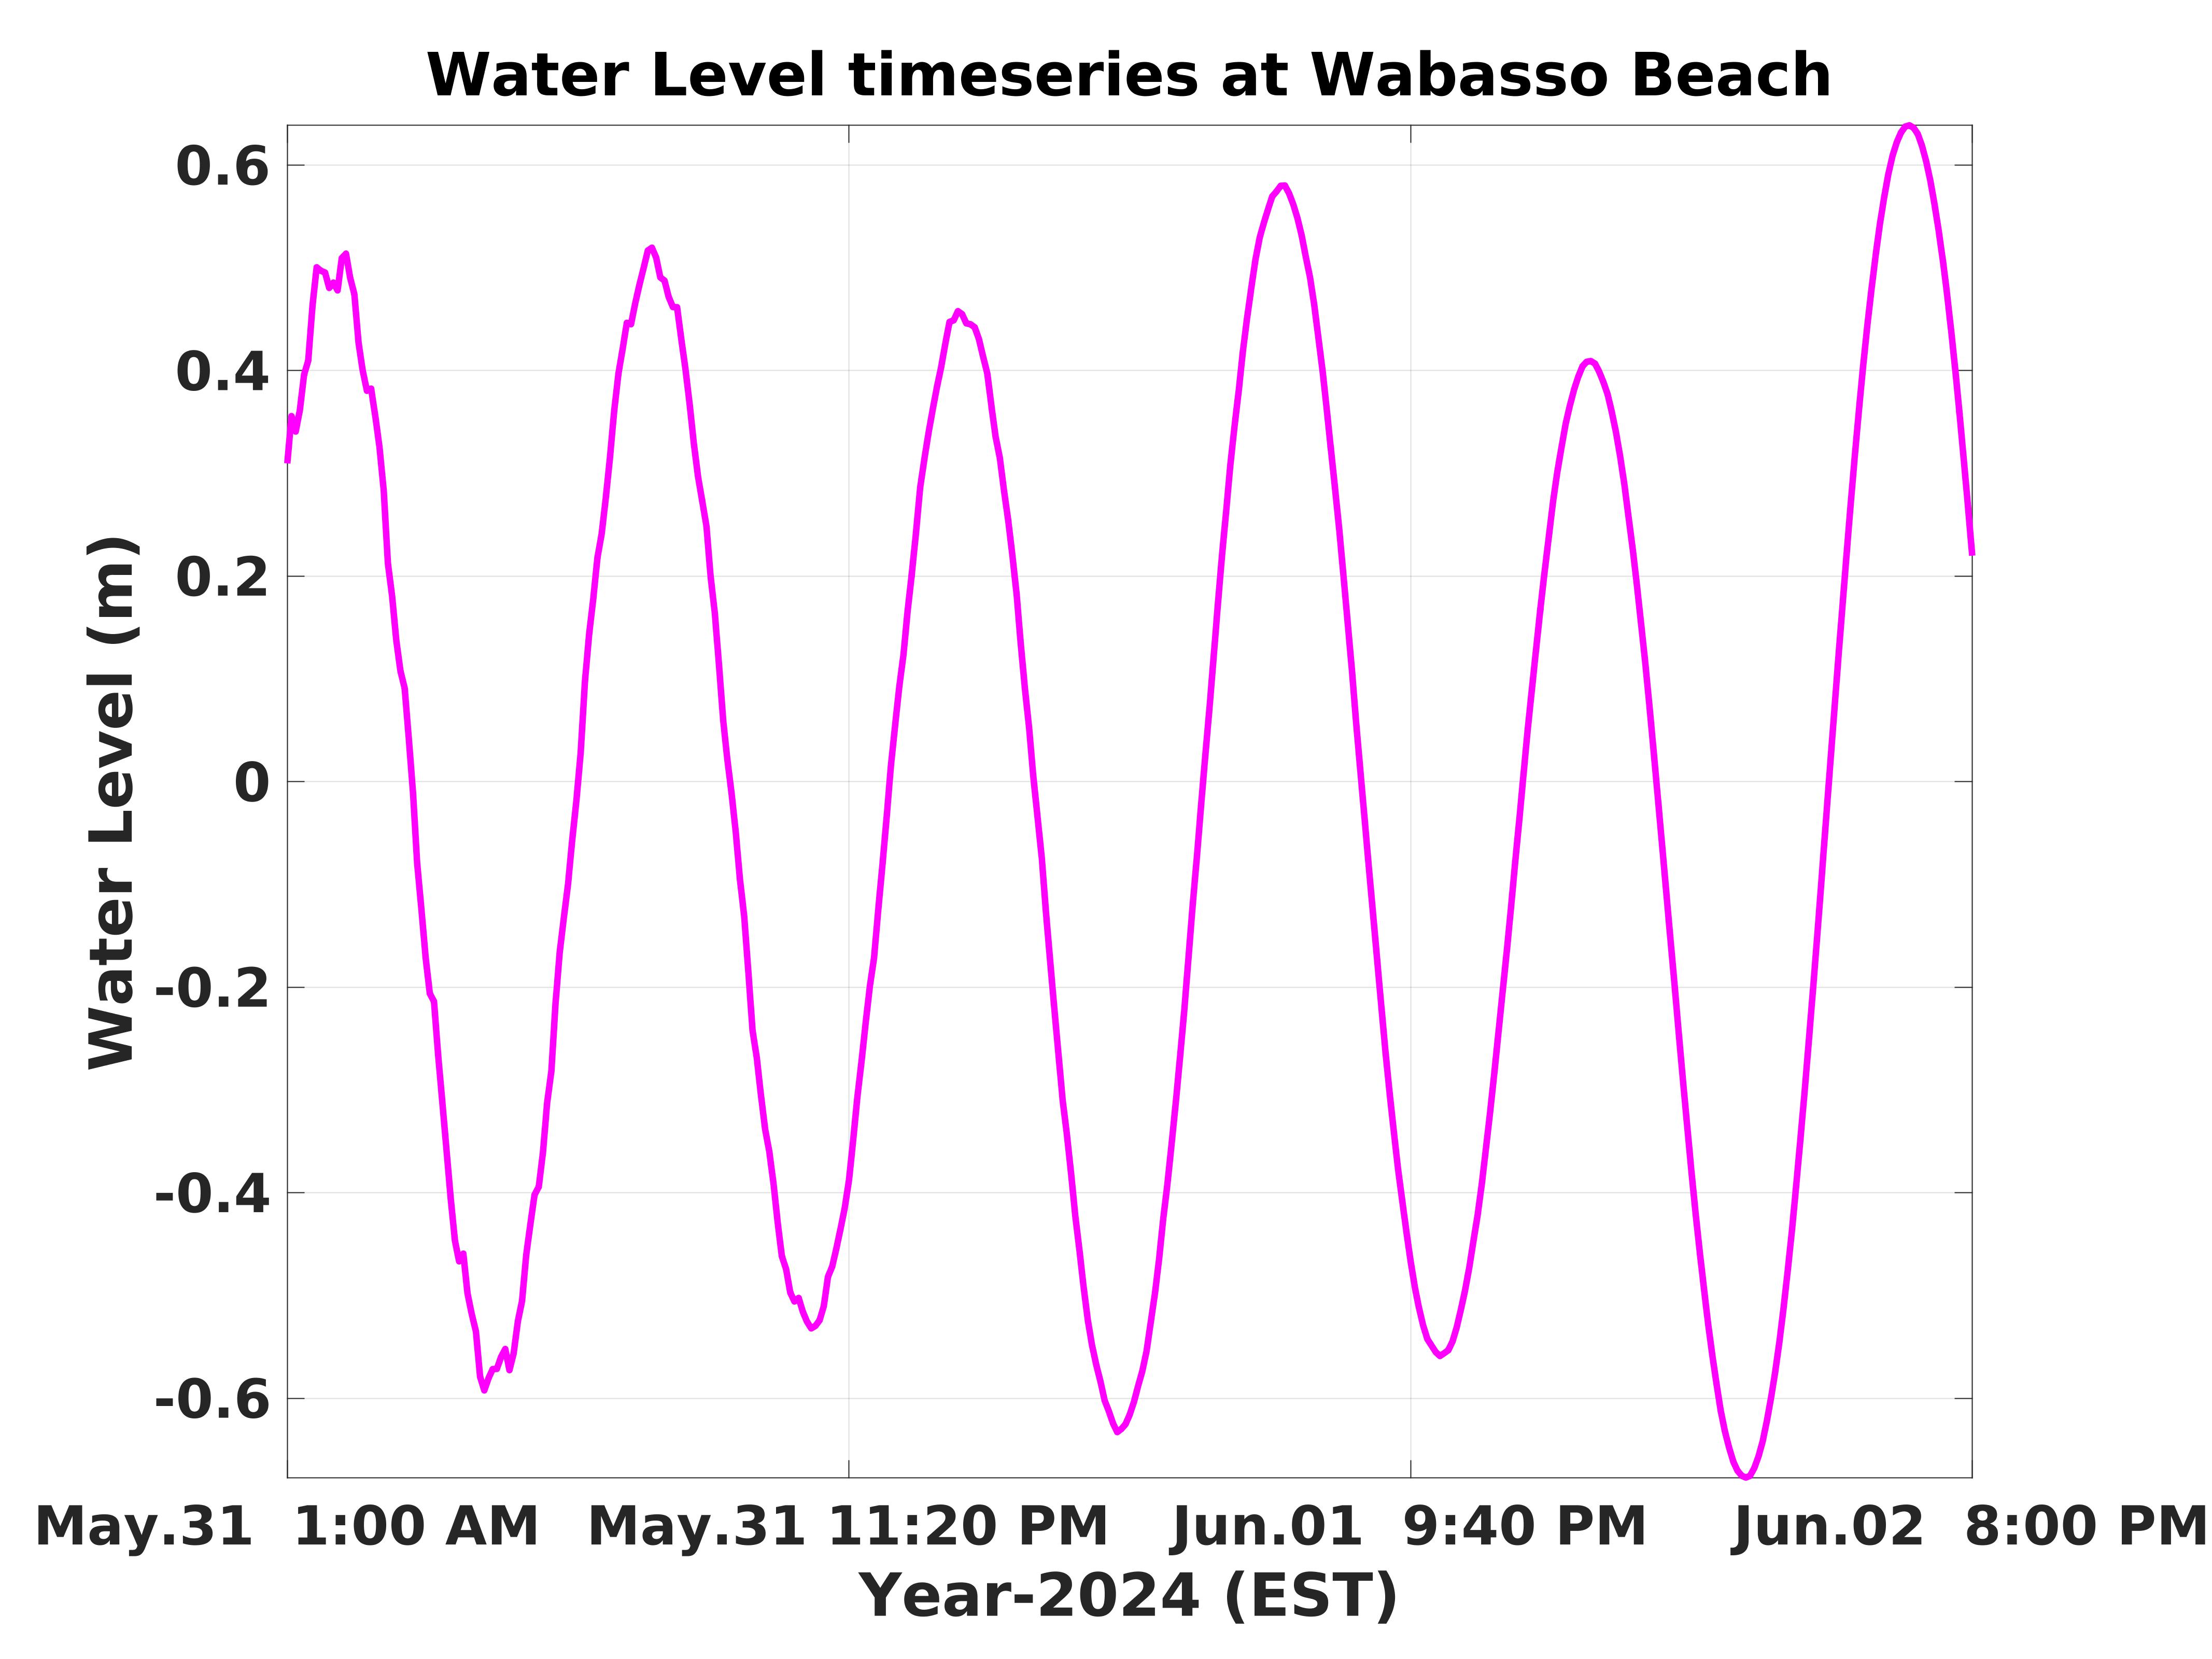 Water Level timeseries at Wabasso Beach
0.6
0.4
0.2
0
-0.2
-0.4
-0.6
Water Level (m)
May.31 1:00 AM May.31 11:20 PM Jun.01 9:40 PM Jun.02 8:00 PM
Year-2024 (EST)